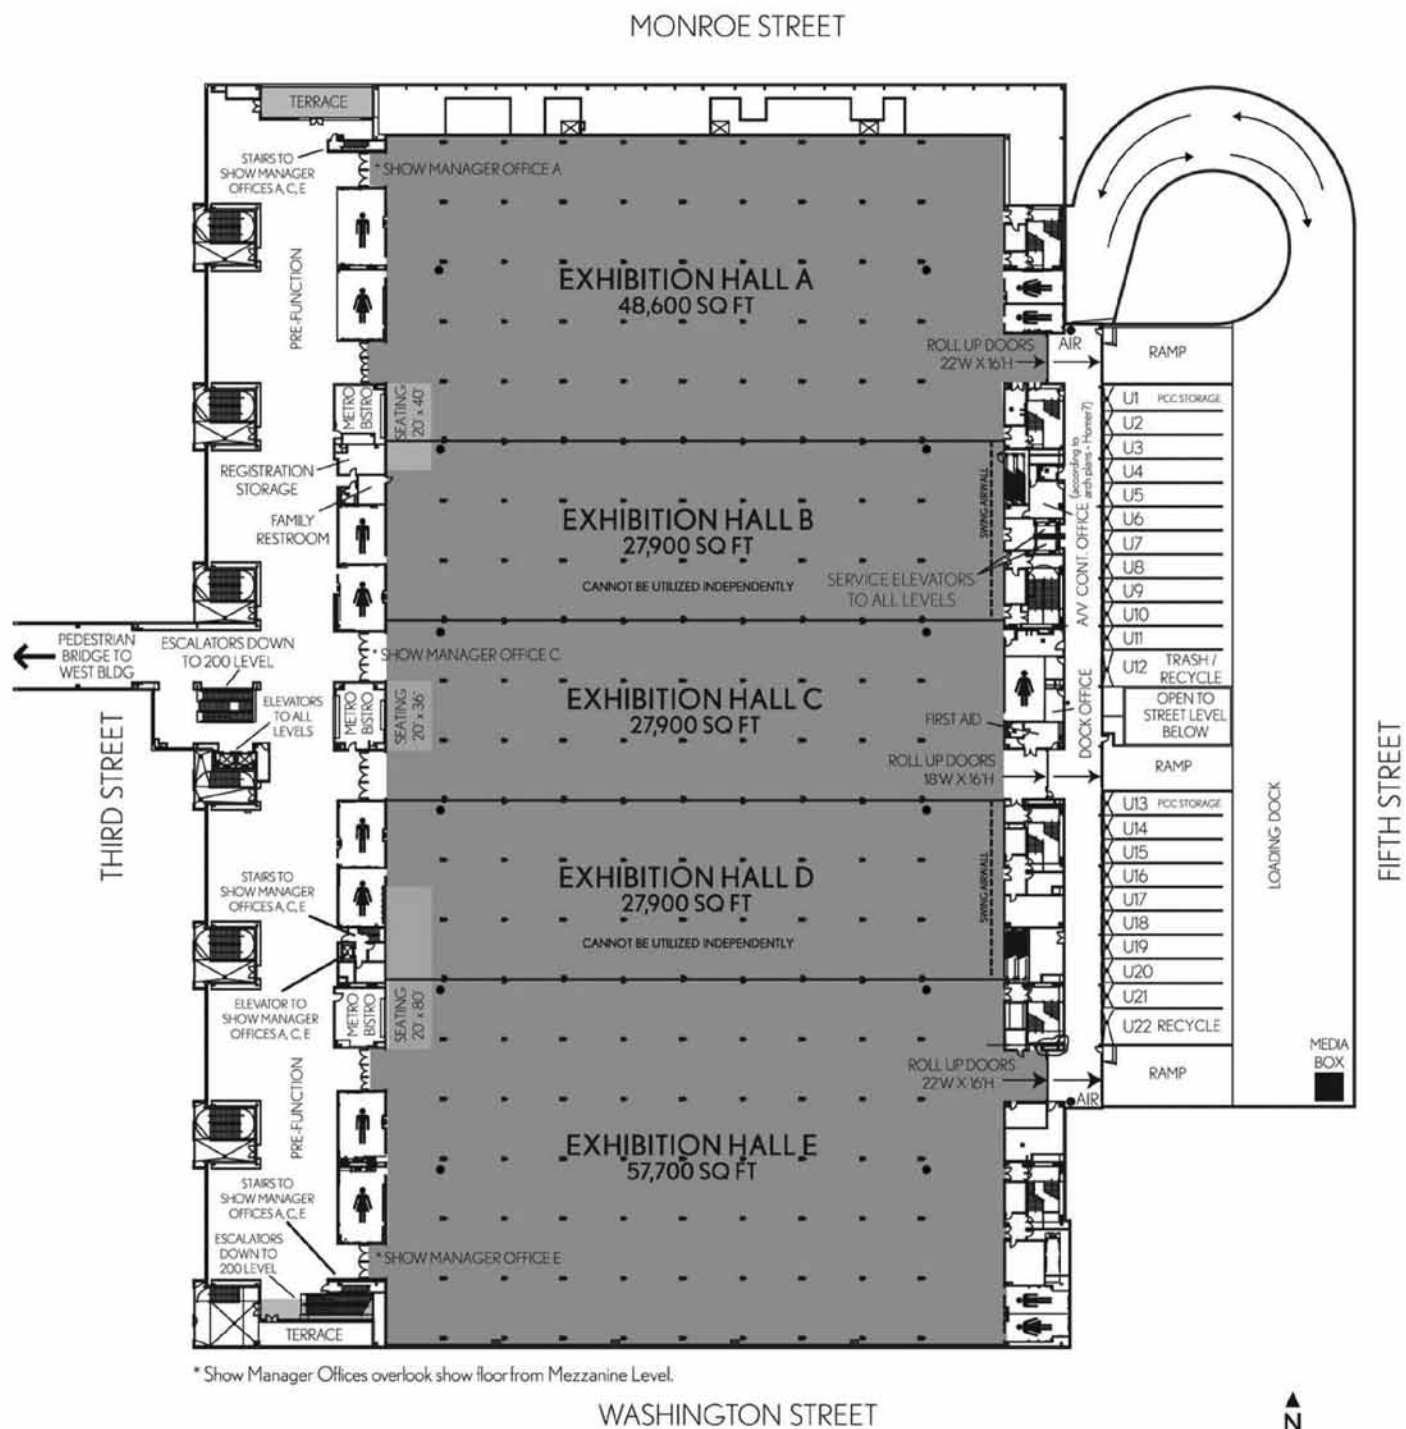 MONROE STREET
TERRACE
STAIRS TO
SHOW MANAGER
OFFICES A, C, E
* SHOW MANAGER OFFICE A
PRE-FUNCTION
EXHIBITION HALL A
48,600 SQ FT
ROLL UP DOORS
22'W X 16'H
AIR
RAMP
METRO
BISTRO
SEATING
20' x 40'
U1 PCC STORAGE
U2
U3
U4
U5
U6
U7
U8
U9
U10
U11
U12 TRASH /
RECYCLE
A/V CONT. OFFICE (according to
arch plans - Homer?)
REGISTRATION
STORAGE
FAMILY
RESTROOM
EXHIBITION HALL B
27,900 SQ FT
CANNOT BE UTILIZED INDEPENDENTLY
SWING AIRWALL
SERVICE ELEVATORS
TO ALL LEVELS
PEDESTRIAN
BRIDGE TO
WEST BLDG
ESCALATORS DOWN
TO 200 LEVEL
* SHOW MANAGER OFFICE C
ELEVATORS
TO ALL
LEVELS
METRO
BISTRO
SEATING
20' x 36'
EXHIBITION HALL C
27,900 SQ FT
FIRST AID
DOCK OFFICE
OPEN TO
STREET LEVEL
BELOW
ROLL UP DOORS
18'W X 16'H
RAMP
THIRD STREET
FIFTH STREET
LOADING DOCK
U13 PCC STORAGE
U14
U15
U16
U17
U18
U19
U20
U21
U22 RECYCLE
STAIRS TO
SHOW MANAGER
OFFICES A, C, E
EXHIBITION HALL D
27,900 SQ FT
CANNOT BE UTILIZED INDEPENDENTLY
SWING AIRWALL
ELEVATOR TO
SHOW MANAGER
OFFICES A, C, E
METRO
BISTRO
SEATING
20' x 80'
MEDIA
BOX
ROLL UP DOORS
22'W X 16'H
RAMP
AIR
PRE-FUNCTION
EXHIBITION HALL E
57,700 SQ FT
STAIRS TO
SHOW MANAGER
OFFICES A, C, E
ESCALATORS
DOWN TO
200 LEVEL
* SHOW MANAGER OFFICE E
TERRACE
* Show Manager Offices overlook show floor from Mezzanine Level.
WASHINGTON STREET
N